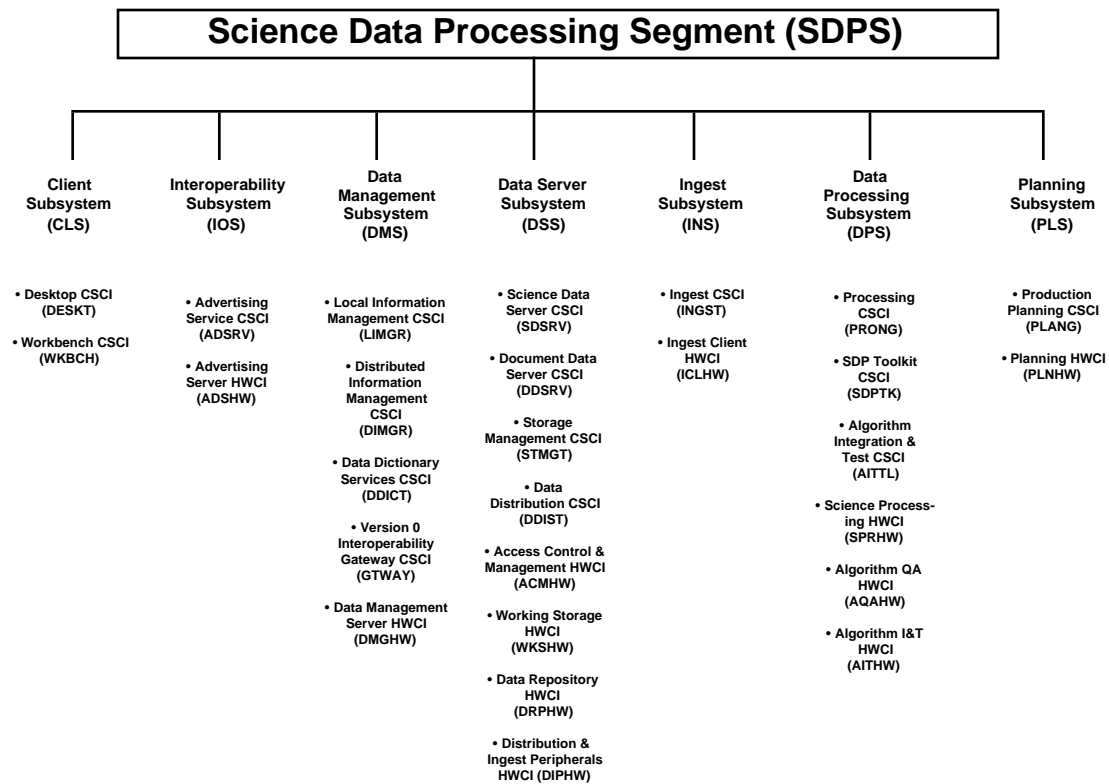 Science Data Processing Segment (SDPS)
Client
Subsystem
(CLS)
• Desktop CSCI
(DESKT)
• Workbench CSCI
(WKBCH)
Interoperability
Subsystem
(IOS)
• Advertising
Service CSCI
(ADSRV)
• Advertising
Server HWCI
(ADSHW)
Data
Management
Subsystem
(DMS)
• Local Information
Management CSCI
(LIMGR)
• Distributed
Information
Management
CSCI
(DIMGR)
• Data Dictionary
Services CSCI
(DDICT)
• Version 0
Interoperability
Gateway CSCI
(GTWAY)
• Data Management
Server HWCI
(DMGHW)
Data Server
Subsystem
(DSS)
• Science Data
Server CSCI
(SDSRV)
• Document Data
Server CSCI
(DDSRV)
• Storage
Management CSCI
(STMGT)
• Data
Distribution CSCI
(DDIST)
• Access Control &
Management HWCI
(ACMHW)
• Working Storage
HWCI
(WKSHW)
• Data Repository
HWCI
(DRPHW)
• Distribution &
Ingest Peripherals
HWCI (DIPHW)
Ingest
Subsystem
(INS)
• Ingest CSCI
(INGST)
• Ingest Client
HWCI
(ICLHW)
Data
Processing
Subsystem
(DPS)
• Processing
CSCI
(PRONG)
• SDP Toolkit
CSCI
(SDPTK)
• Algorithm
Integration &
Test CSCI
(AITTL)
• Science Process-
ing HWCI
(SPRHW)
• Algorithm QA
HWCI
(AQAHW)
• Algorithm I&T
HWCI
(AITHW)
Planning
Subsystem
(PLS)
• Production
Planning CSCI
(PLANG)
• Planning HWCI
(PLNHW)